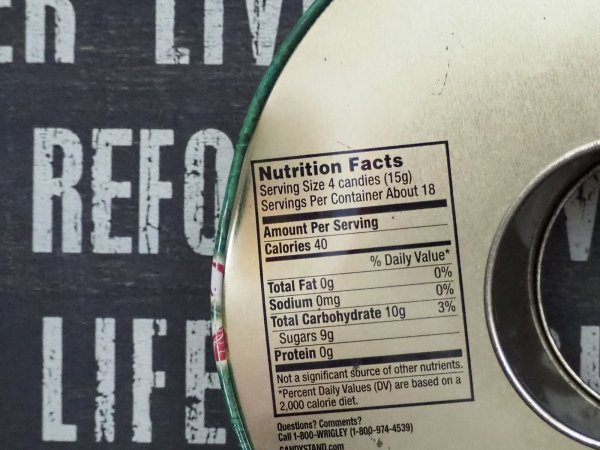 ER LIV
REFO
LIFE
Nutrition Facts
Serving Size 4 candies (15g)
Servings Per Container About 18
Amount Per Serving
Calories 40
% Daily Value*
Total Fat 0g 0%
Sodium 0mg 0%
Total Carbohydrate 10g 3%
Sugars 9g
Protein 0g
Not a significant source of other nutrients.
*Percent Daily Values (DV) are based on a
2,000 calorie diet.
Questions? Comments?
Call 1-800-WRIGLEY (1-800-974-4539)
CANDYSTAND.com